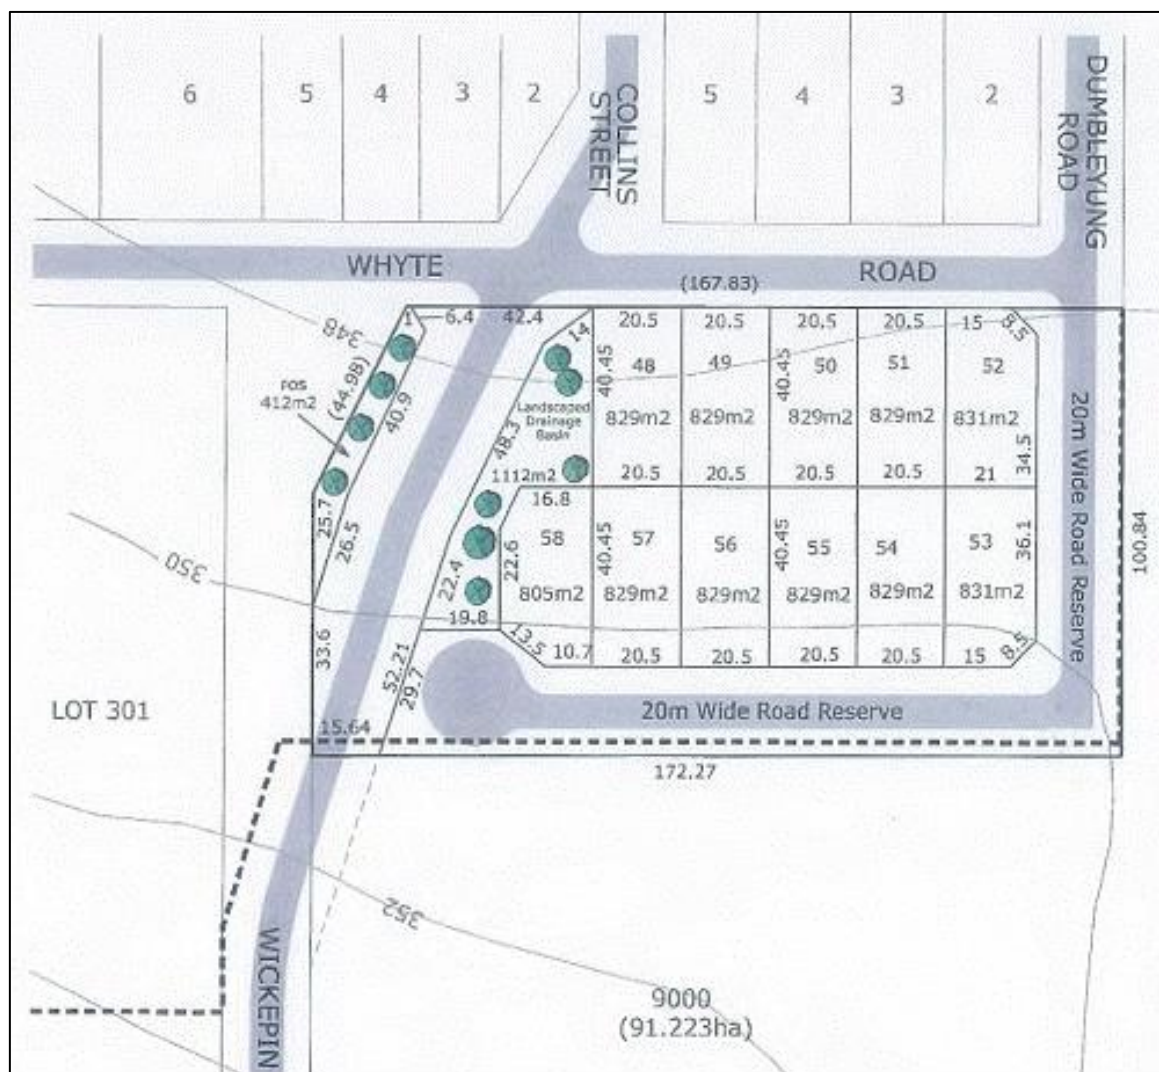 6
5
4
3
2
COLLINS
STREET
5
4
3
2
DUMBLEYUNG
ROAD
WHYTE
ROAD
(167.83)
348
1
6.4
42.4
14
20.5
20.5
20.5
20.5
15
8.5
POS
412m2
(44.98)
40.9
40.45
48
49
40.45
50
51
52
Landscaped
Drainage
Basin
48.3
829m2
829m2
829m2
829m2
831m2
34.5
1112m2
20.5
20.5
20.5
20.5
21
20m Wide Road Reserve
25.7
26.5
16.8
58
40.45
57
56
40.45
55
54
53
36.1
100.84
350
22.4
22.6
805m2
829m2
829m2
829m2
829m2
831m2
19.8
13.5
10.7
20.5
20.5
20.5
20.5
15
8.5
33.6
52.21
29.7
LOT 301
15.64
20m Wide Road Reserve
172.27
352
WICKEPIN
9000
(91.223ha)